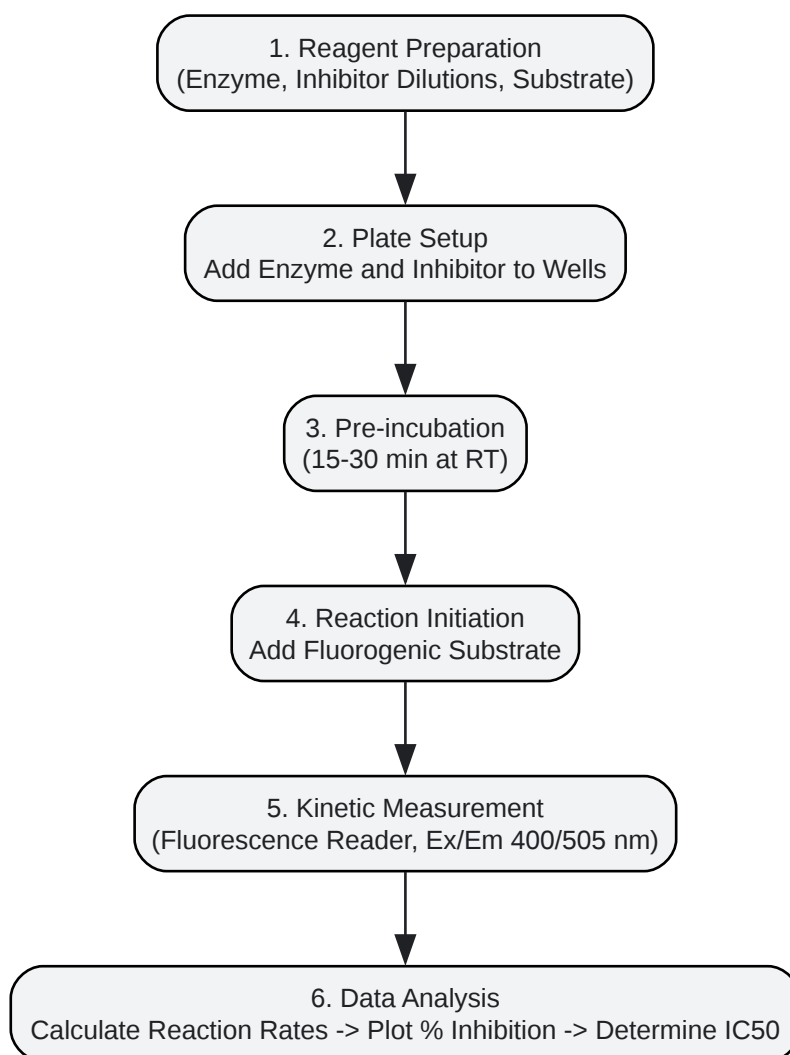 1. Reagent Preparation
(Enzyme, Inhibitor Dilutions, Substrate)
2. Plate Setup
Add Enzyme and Inhibitor to Wells
3. Pre-incubation
(15-30 min at RT)
4. Reaction Initiation
Add Fluorogenic Substrate
5. Kinetic Measurement
(Fluorescence Reader, Ex/Em 400/505 nm)
6. Data Analysis
Calculate Reaction Rates -> Plot % Inhibition -> Determine IC50